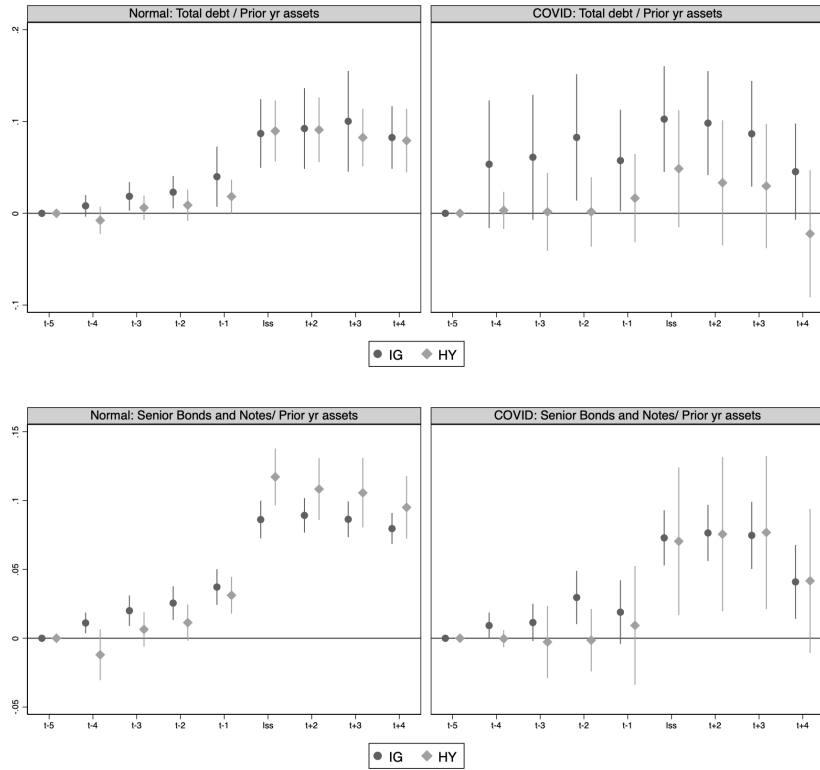 Normal: Total debt / Prior yr assets
COVID: Total debt / Prior yr assets
.2
.1
0
-.1
t-5 t-4 t-3 t-2 t-1 Iss t+2 t+3 t+4
t-5 t-4 t-3 t-2 t-1 Iss t+2 t+3 t+4
IG HY
Normal: Senior Bonds and Notes/ Prior yr assets
COVID: Senior Bonds and Notes/ Prior yr assets
.15
.1
.05
0
-.05
t-5 t-4 t-3 t-2 t-1 Iss t+2 t+3 t+4
t-5 t-4 t-3 t-2 t-1 Iss t+2 t+3 t+4
IG HY